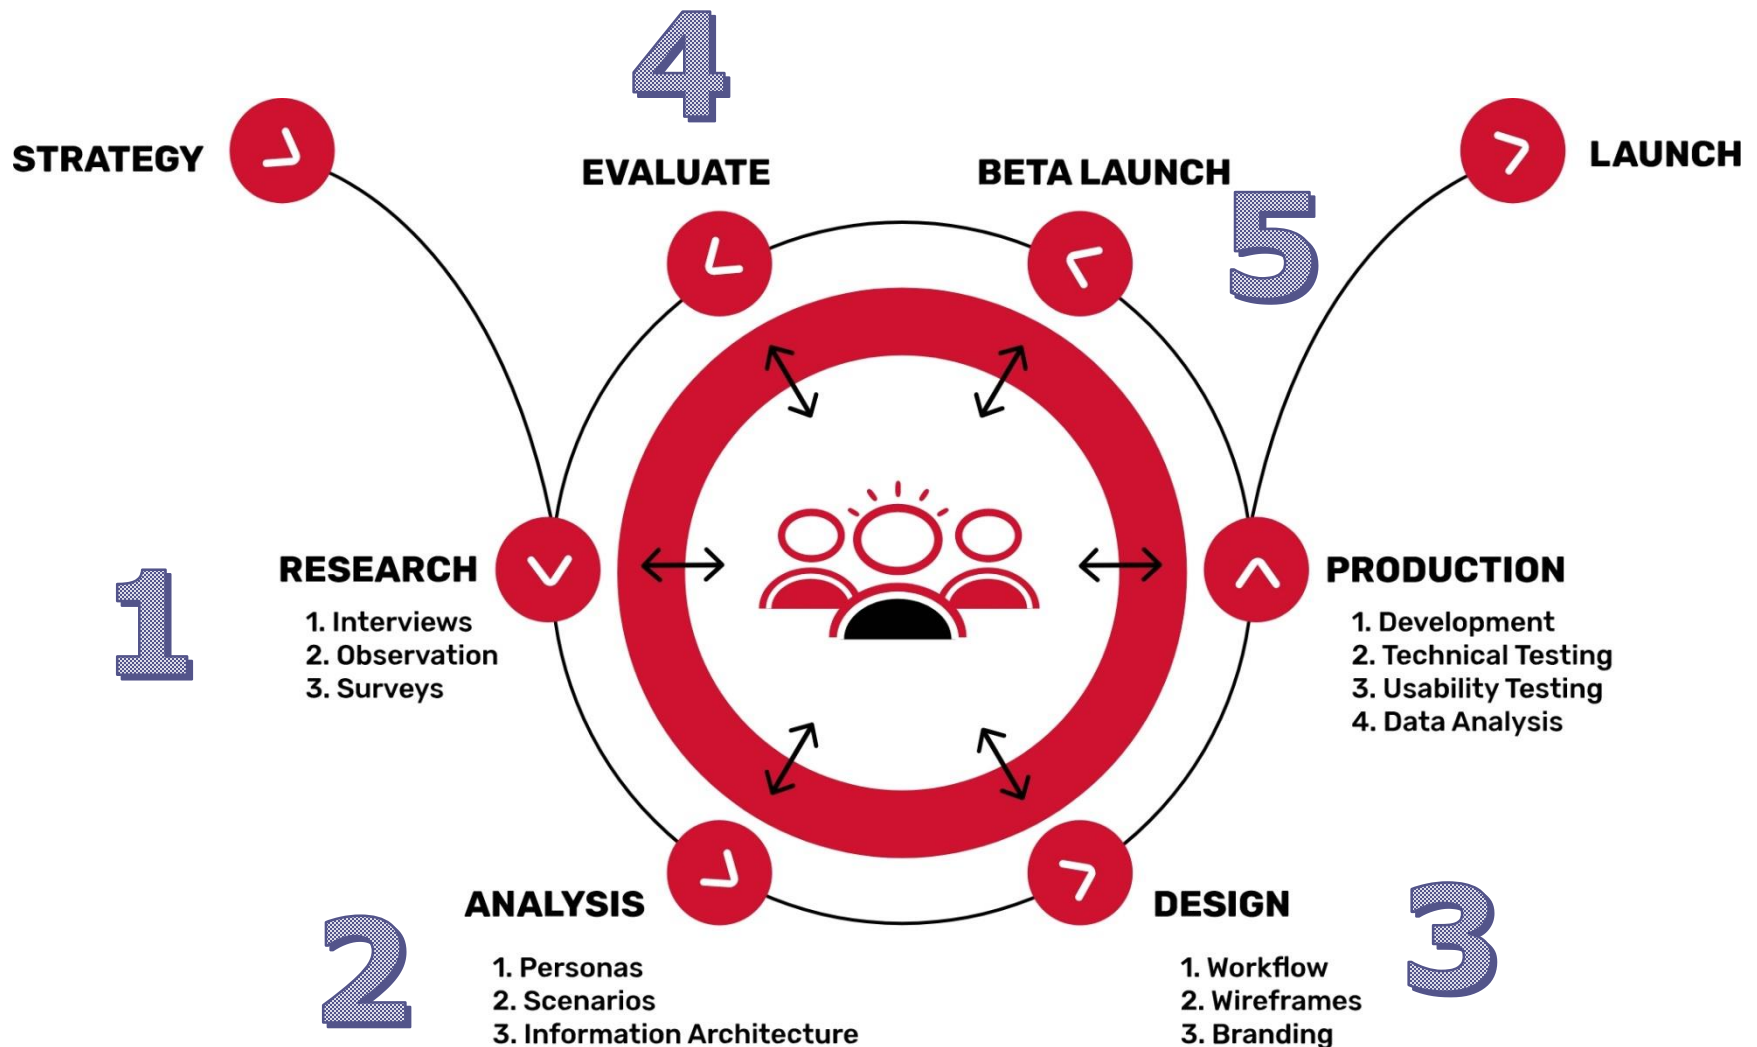 4
STRATEGY
LAUNCH
EVALUATE
BETA LAUNCH
5
1
RESEARCH
1. Interviews
2. Observation
3. Surveys
PRODUCTION
1. Development
2. Technical Testing
3. Usability Testing
4. Data Analysis
2
ANALYSIS
1. Personas
2. Scenarios
3. Information Architecture
DESIGN
1. Workflow
2. Wireframes
3. Branding
3